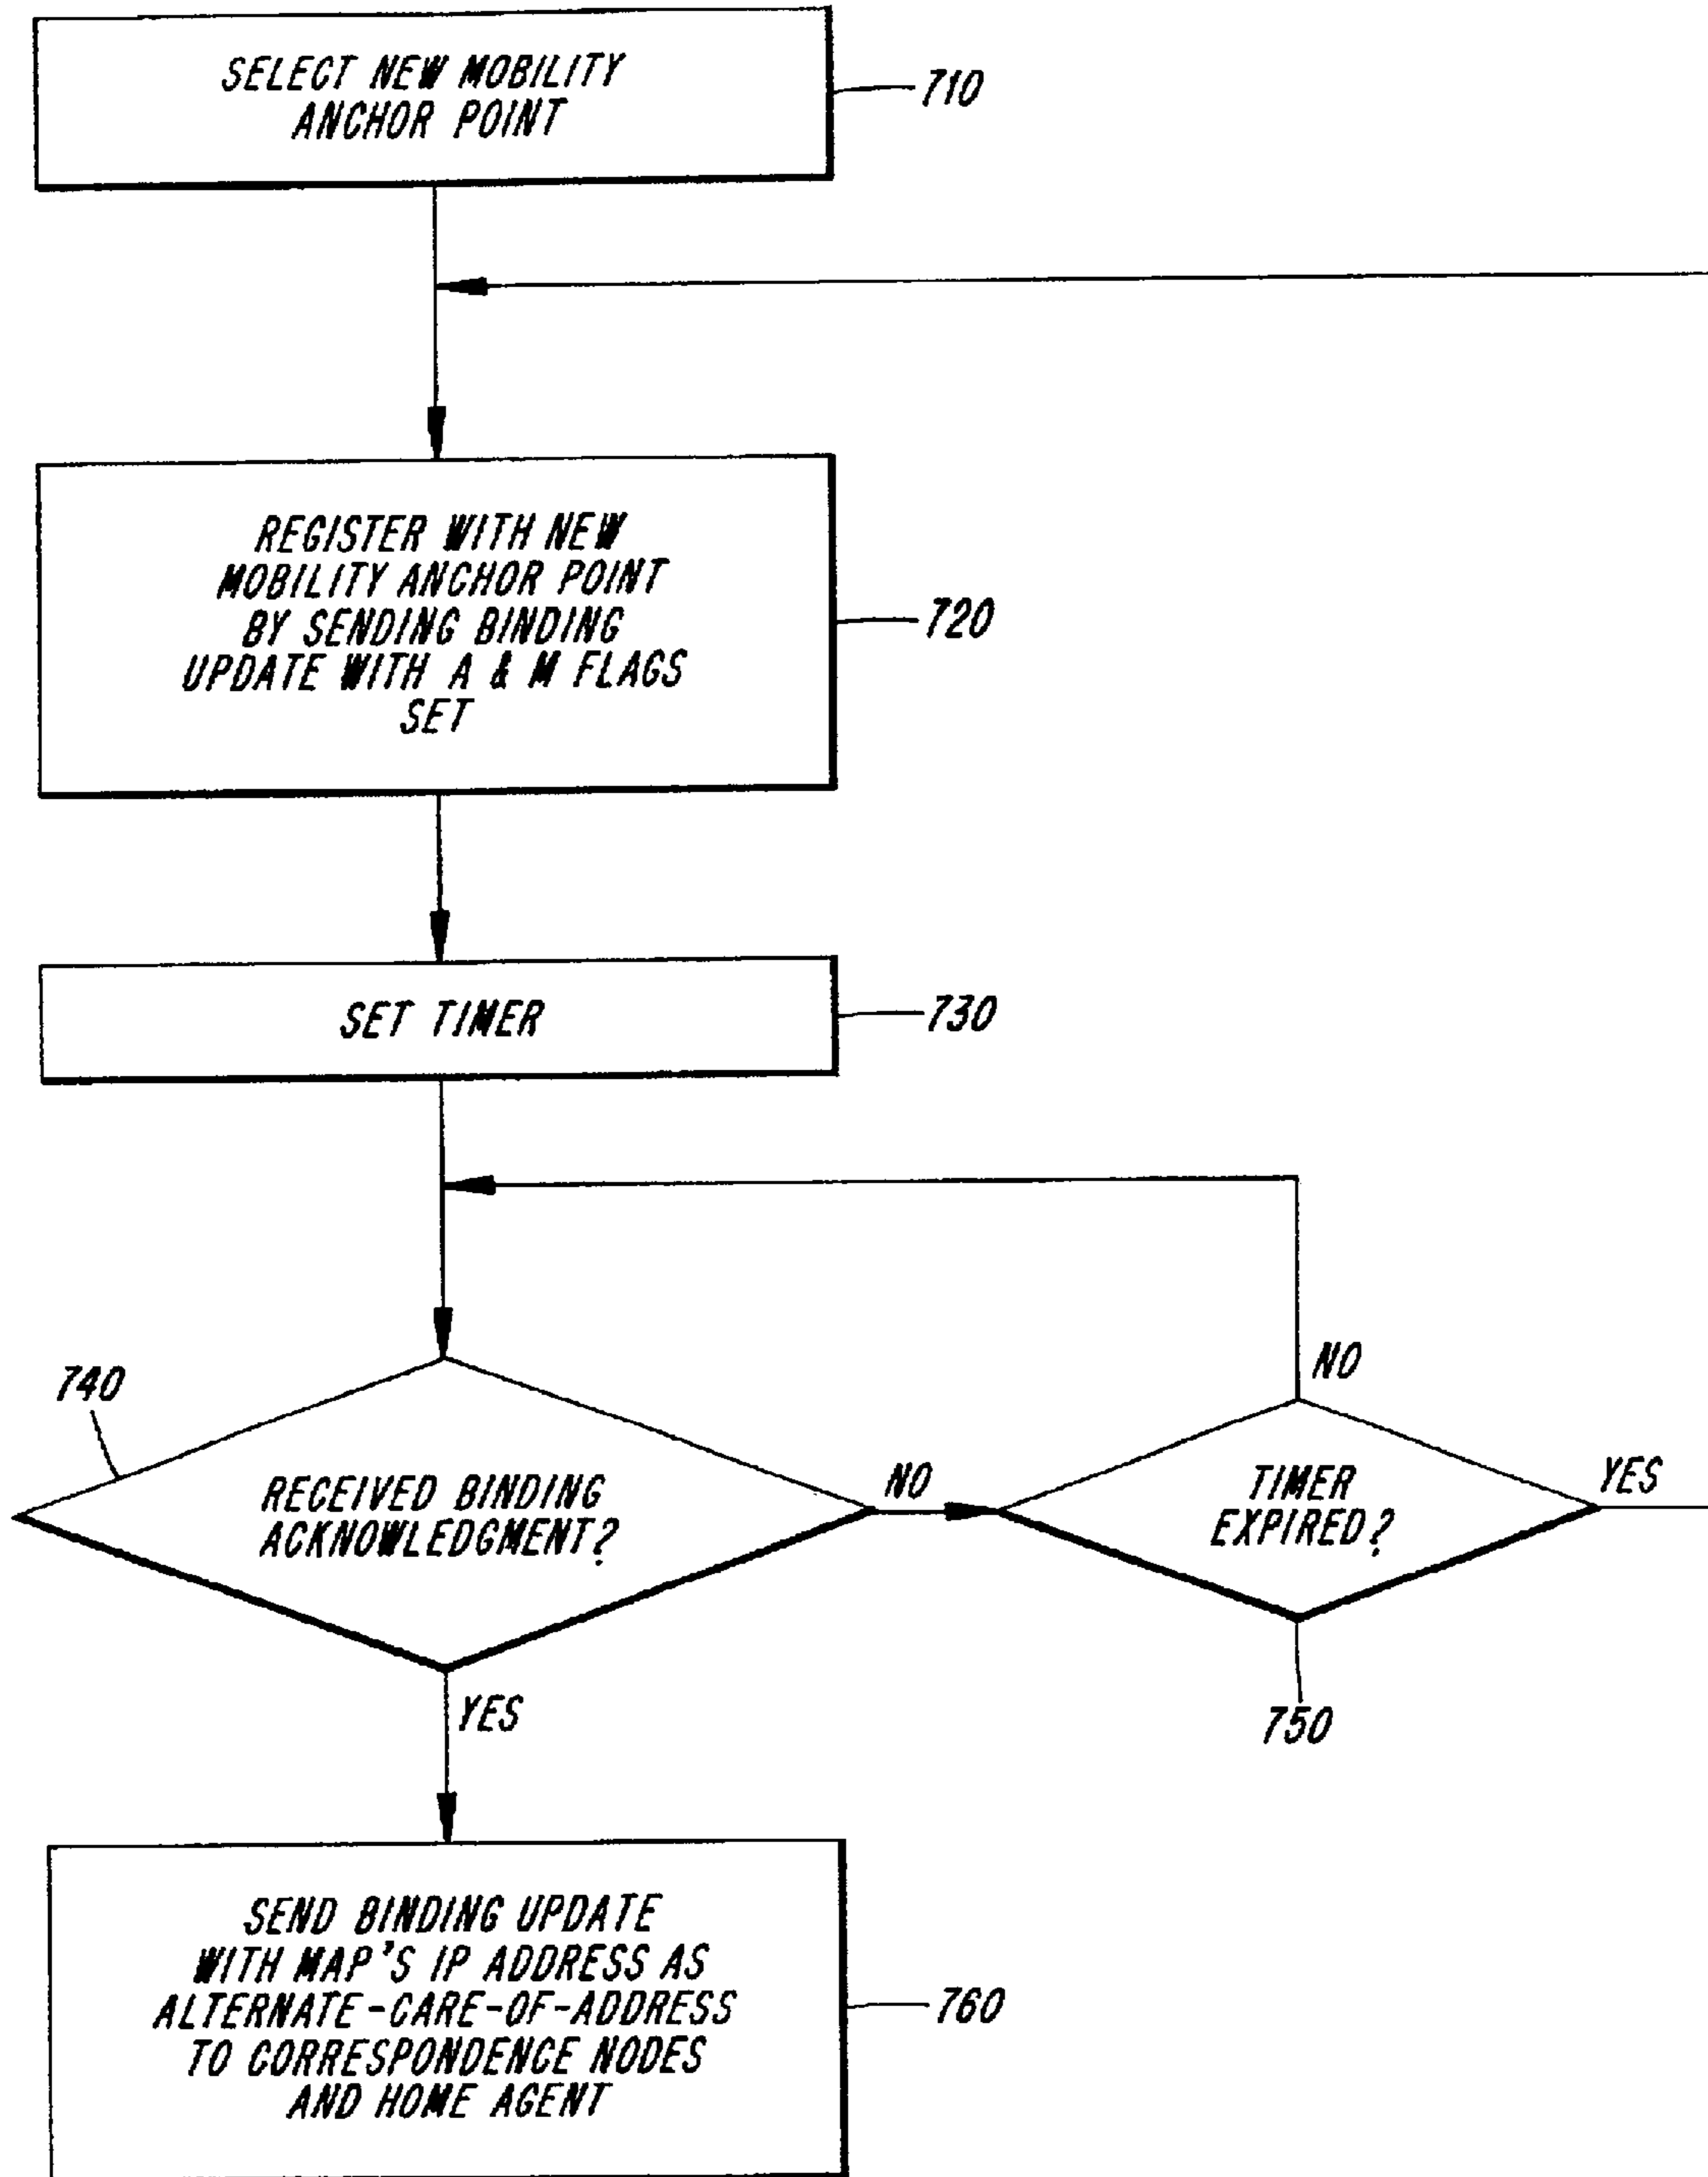 SELECT NEW MOBILITY
ANCHOR POINT
710
REGISTER WITH NEW
MOBILITY ANCHOR POINT
BY SENDING BINDING
UPDATE WITH A & M FLAGS
SET
720
SET TIMER
730
740
RECEIVED BINDING
ACKNOWLEDGMENT?
NO
TIMER
EXPIRED?
NO
YES
750
YES
SEND BINDING UPDATE
WITH MAP'S IP ADDRESS AS
ALTERNATE-CARE-OF-ADDRESS
TO CORRESPONDENCE NODES
AND HOME AGENT
760